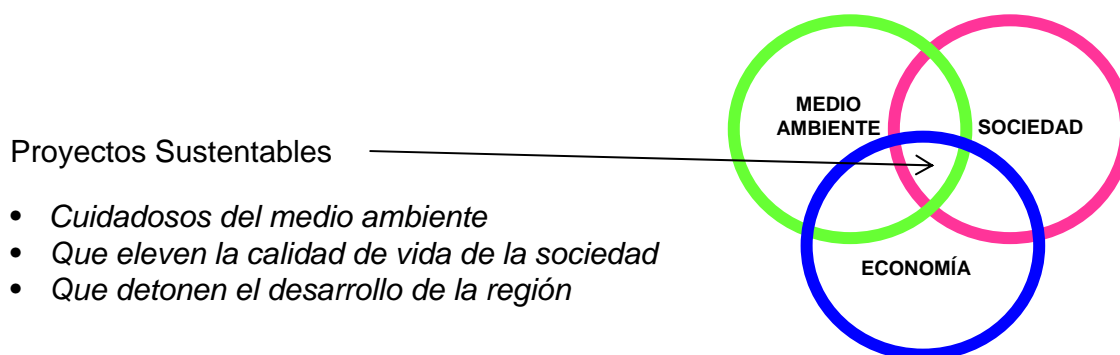 MEDIO
AMBIENTE
SOCIEDAD
Proyectos Sustentables
• Cuidadosos del medio ambiente
• Que eleven la calidad de vida de la sociedad
• Que detonen el desarrollo de la región
ECONOMÍA